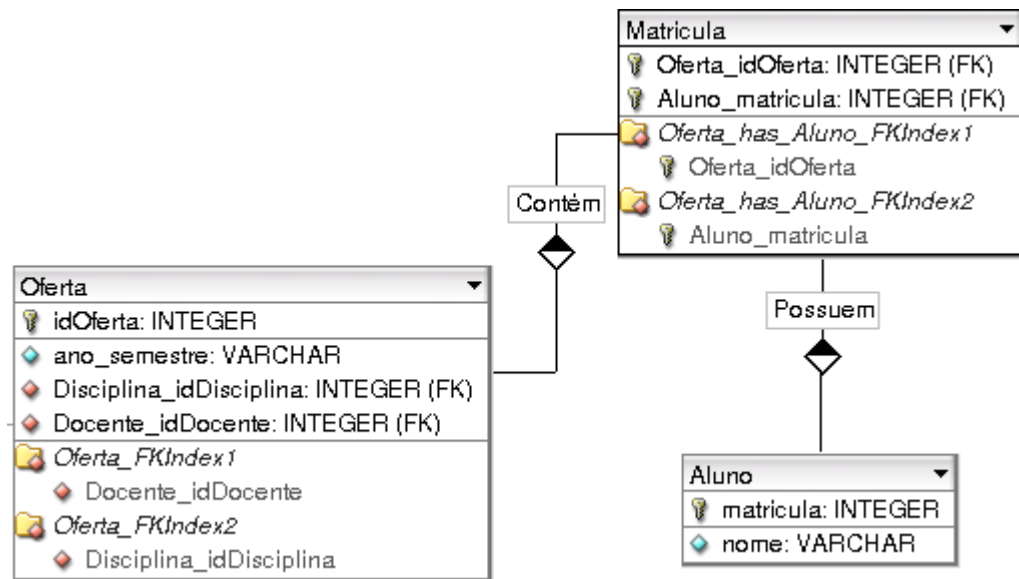 Matricula
Oferta_idOferta: INTEGER (FK)
Aluno_matricula: INTEGER (FK)
Oferta_has_Aluno_FKIndex1
Oferta_idOferta
Oferta_has_Aluno_FKIndex2
Aluno_matricula
Contém
Possuem
Oferta
idOferta: INTEGER
ano_semestre: VARCHAR
Disciplina_idDisciplina: INTEGER (FK)
Docente_idDocente: INTEGER (FK)
Oferta_FKIndex1
Docente_idDocente
Oferta_FKIndex2
Disciplina_idDisciplina
Aluno
matricula: INTEGER
nome: VARCHAR